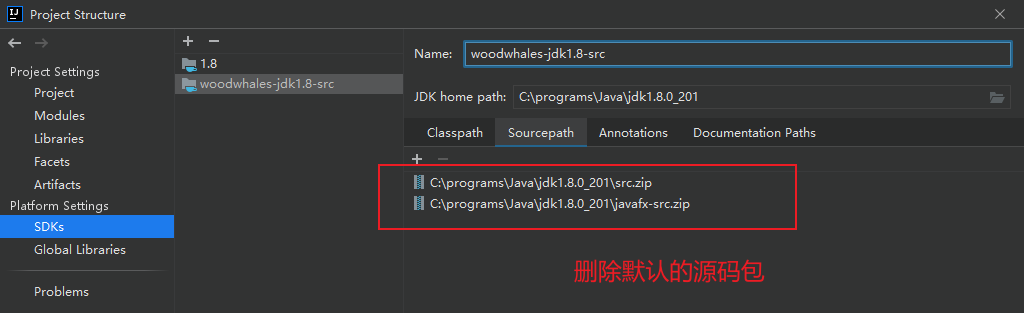 Project Structure
Project Settings
Project
Modules
Libraries
Facets
Artifacts
Platform Settings
SDKs
Global Libraries
Problems
1.8
woodwhales-jdk1.8-src
Name: woodwhales-jdk1.8-src
JDK home path: C:\programs\Java\jdk1.8.0_201
Classpath Sourcepath Annotations Documentation Paths
C:\programs\Java\jdk1.8.0_201\src.zip
C:\programs\Java\jdk1.8.0_201\javafx-src.zip
删除默认的源码包